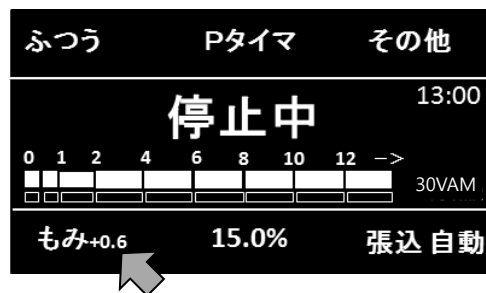 ふつう Pタイマ その他
13:00
停止中
0 1 2 4 6 8 10 12 −>
30VAM
もみ+0.6 15.0% 張込 自動